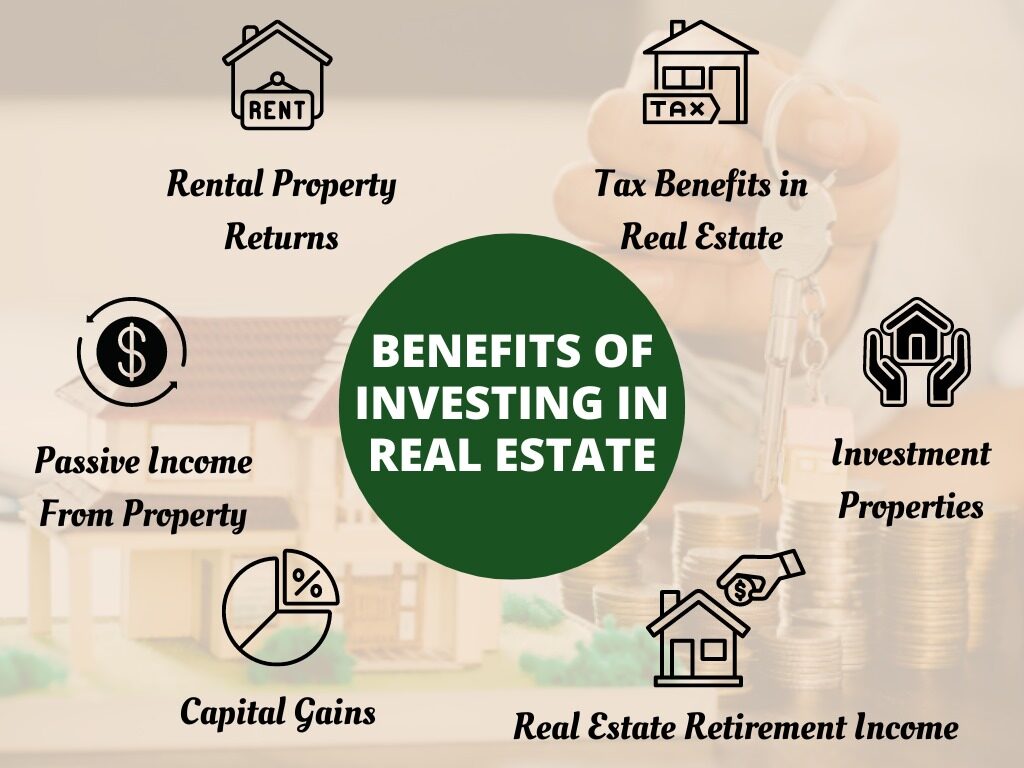 RENT
Rental Property
Returns
TAX
Tax Benefits in
Real Estate
$
Passive Income
From Property
BENEFITS OF
INVESTING IN
REAL ESTATE
Investment
Properties
%
Capital Gains
$
Real Estate Retirement Income